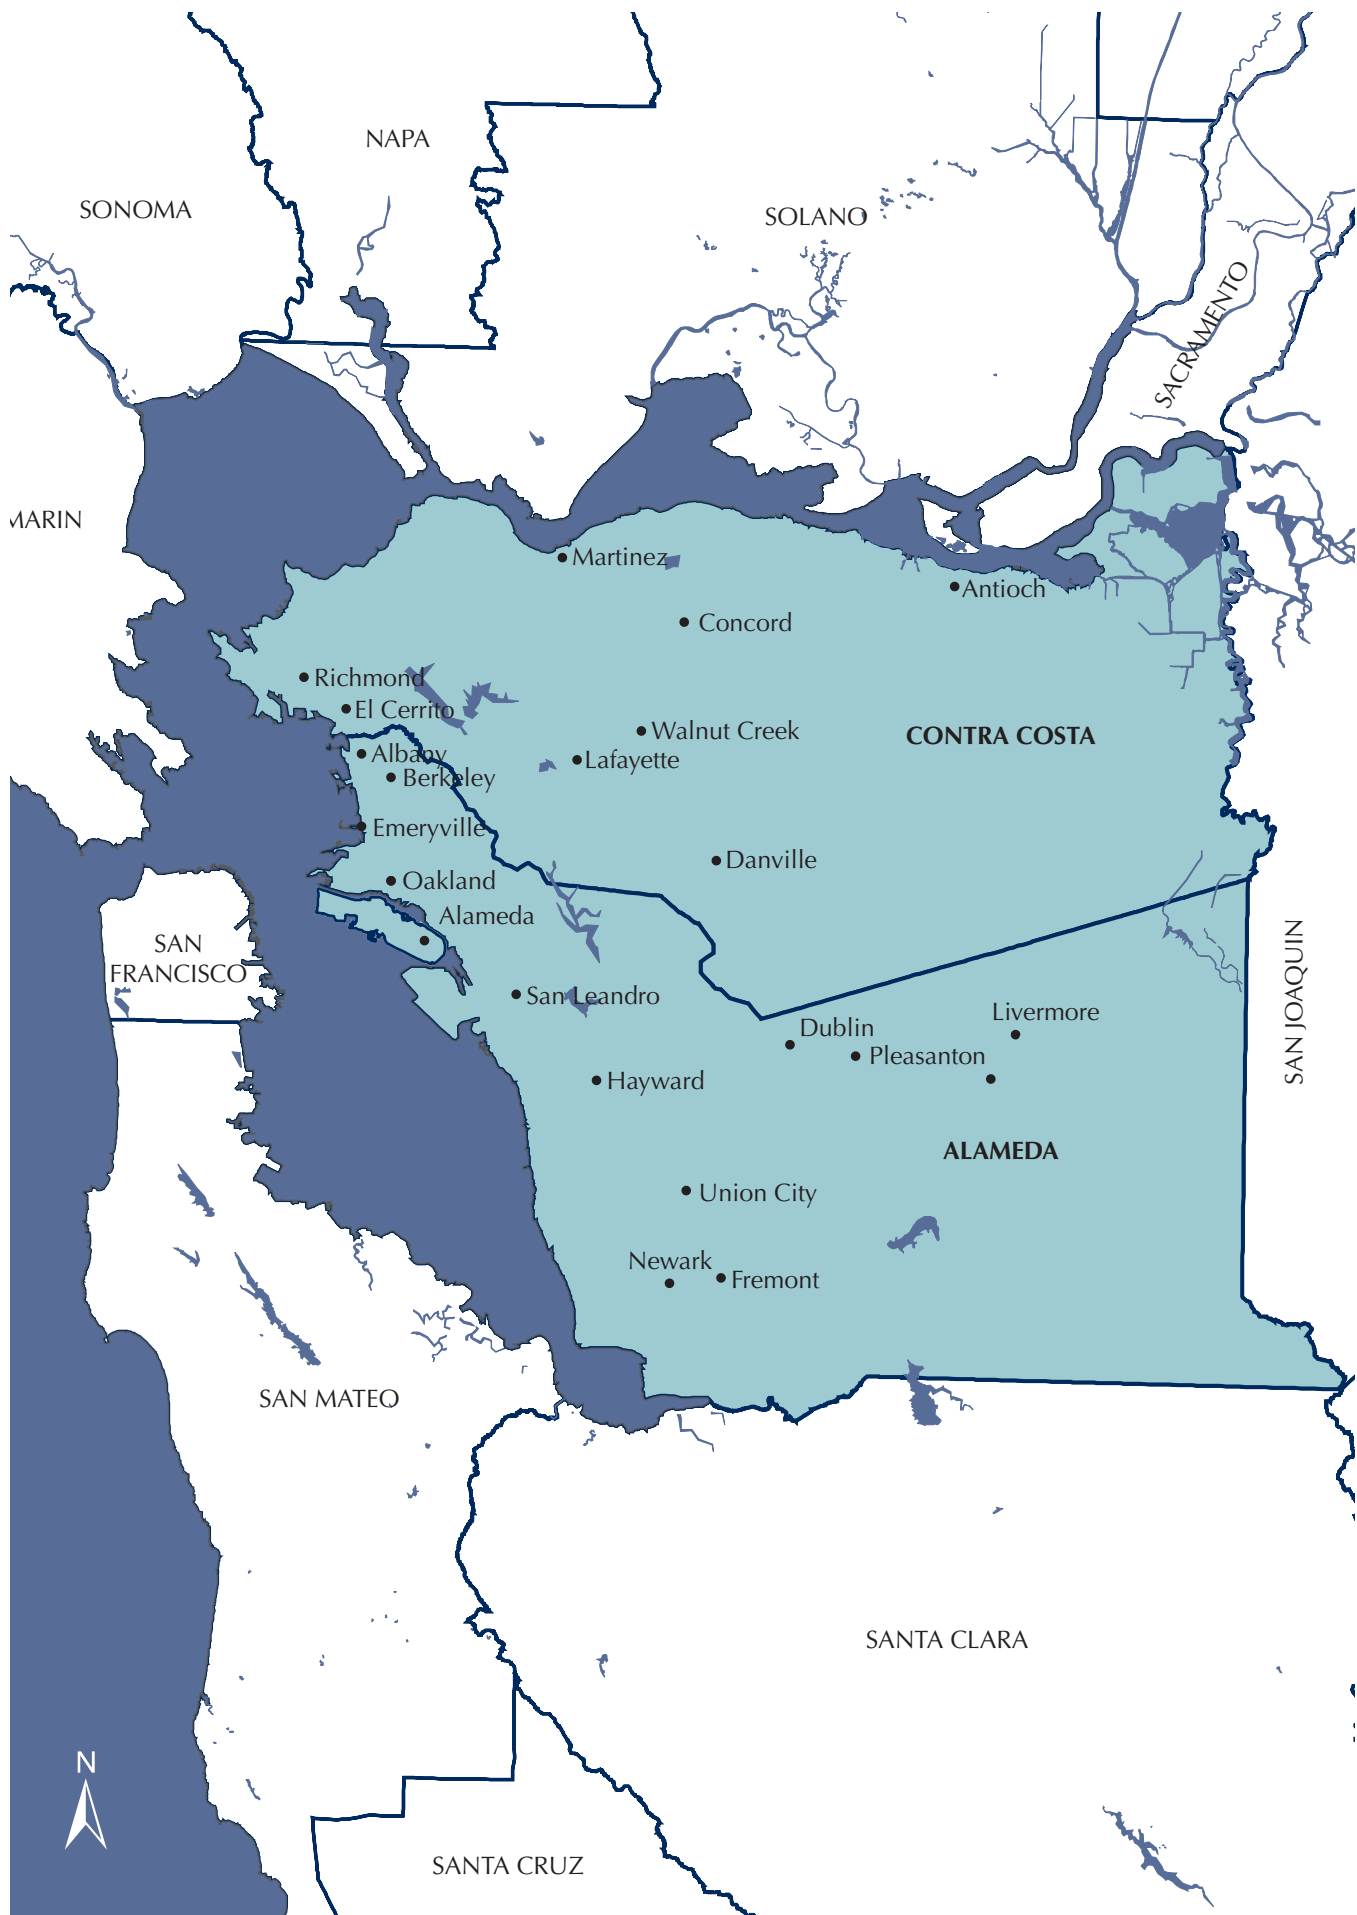 NAPA
SONOMA
SOLANO
SACRAMENTO
MARIN
Martinez
Antioch
Concord
Richmond
El Cerrito
Walnut Creek
CONTRA COSTA
Albany
Lafayette
Berkeley
Emeryville
Danville
Oakland
Alameda
SAN
FRANCISCO
San Leandro
SAN JOAQUIN
Livermore
Dublin
Pleasanton
Hayward
ALAMEDA
Union City
Newark
Fremont
SAN MATEO
SANTA CLARA
N
SANTA CRUZ